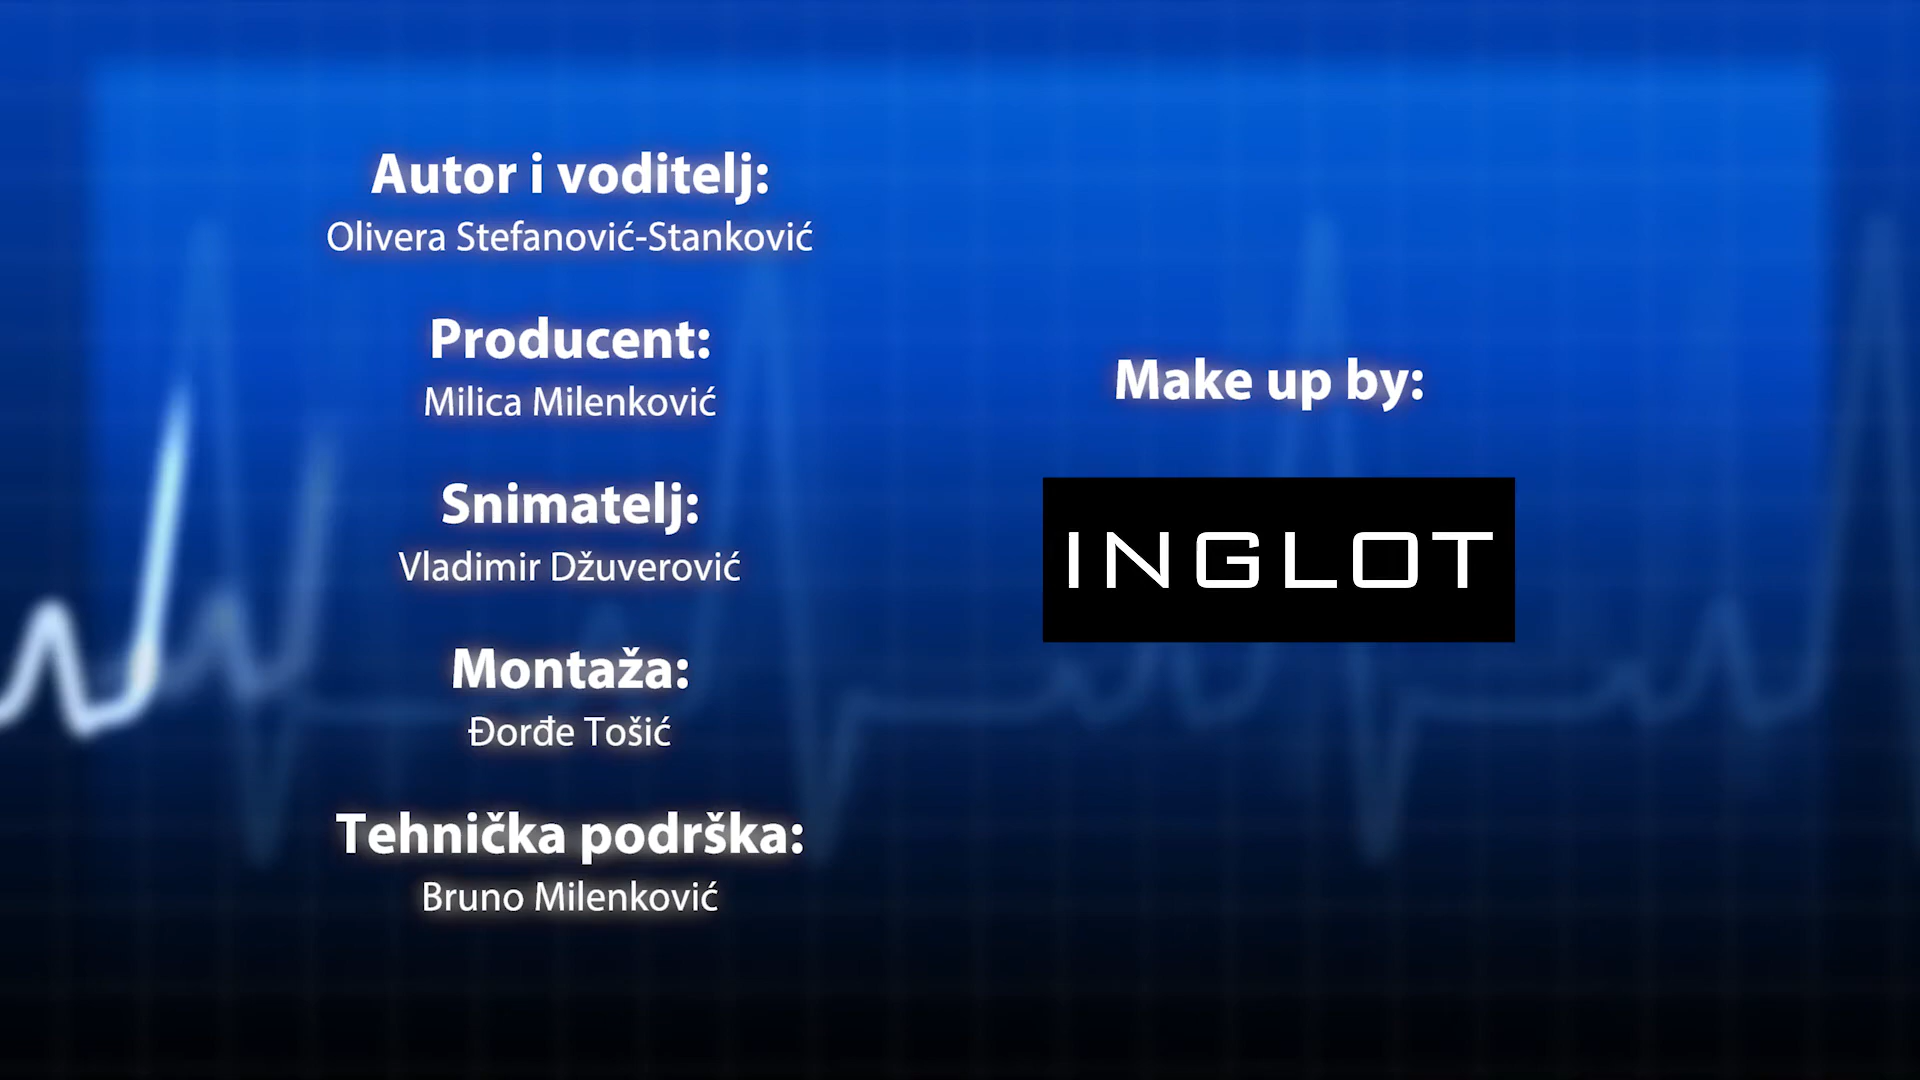 Autor i voditelj:
Olivera Stefanović-Stanković
Producent:
Milica Milenković
Snimatelj:
Vladimir Džuverović
Montaža:
Đorđe Tošić
Tehnička podrška:
Bruno Milenković
Make up by:
INGLOT